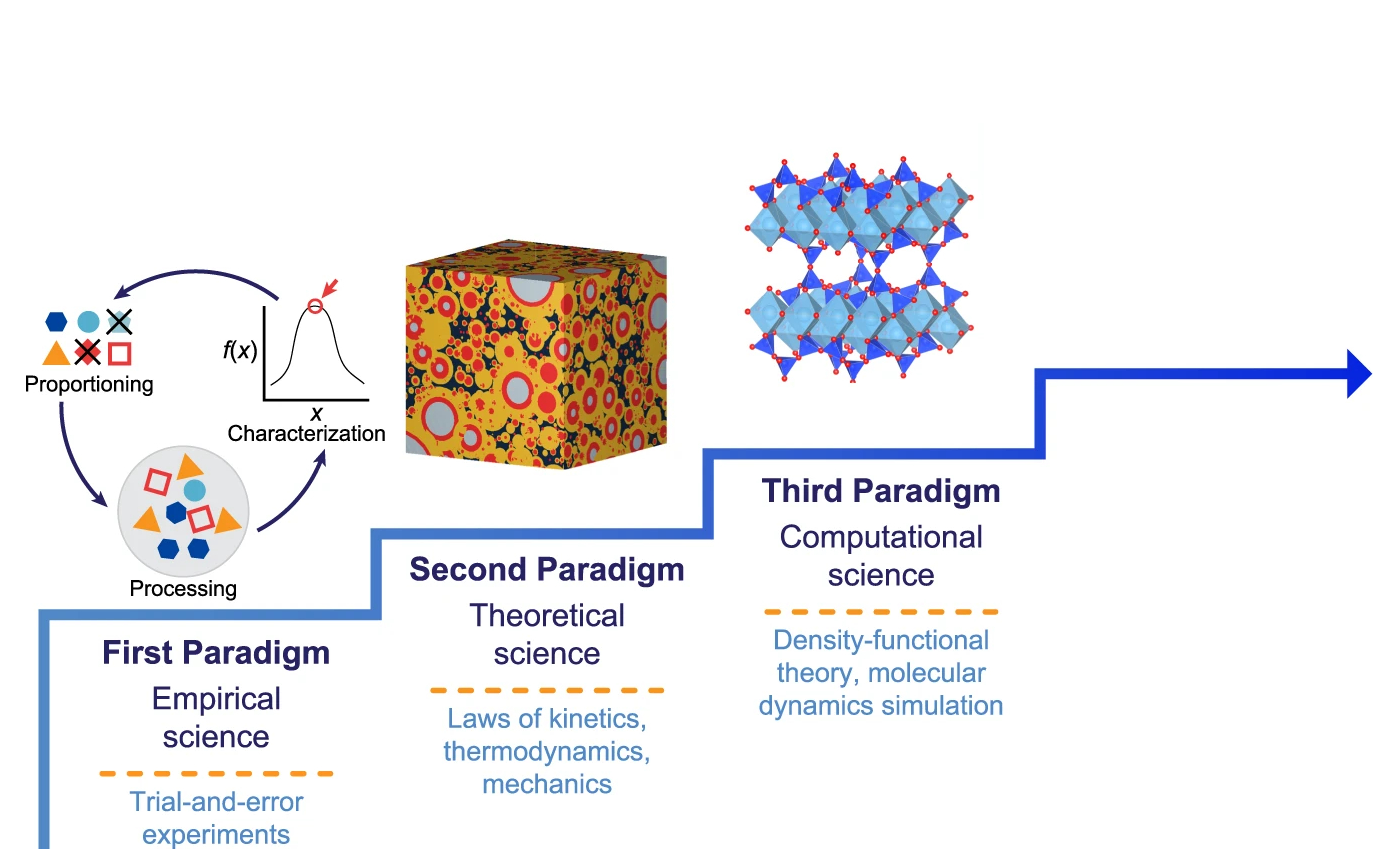 f(x)
x
Characterization
Proportioning
Processing
First Paradigm
Empirical
science
Trial-and-error
experiments
Second Paradigm
Theoretical
science
Laws of kinetics,
thermodynamics,
mechanics
Third Paradigm
Computational
science
Density-functional
theory, molecular
dynamics simulation